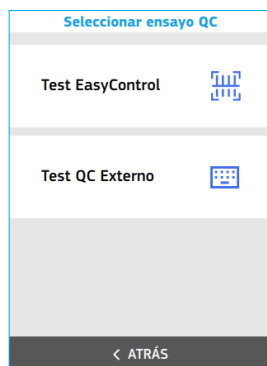 Seleccionar ensayo QC
Test EasyControl
Test QC Externo
< ATRÁS